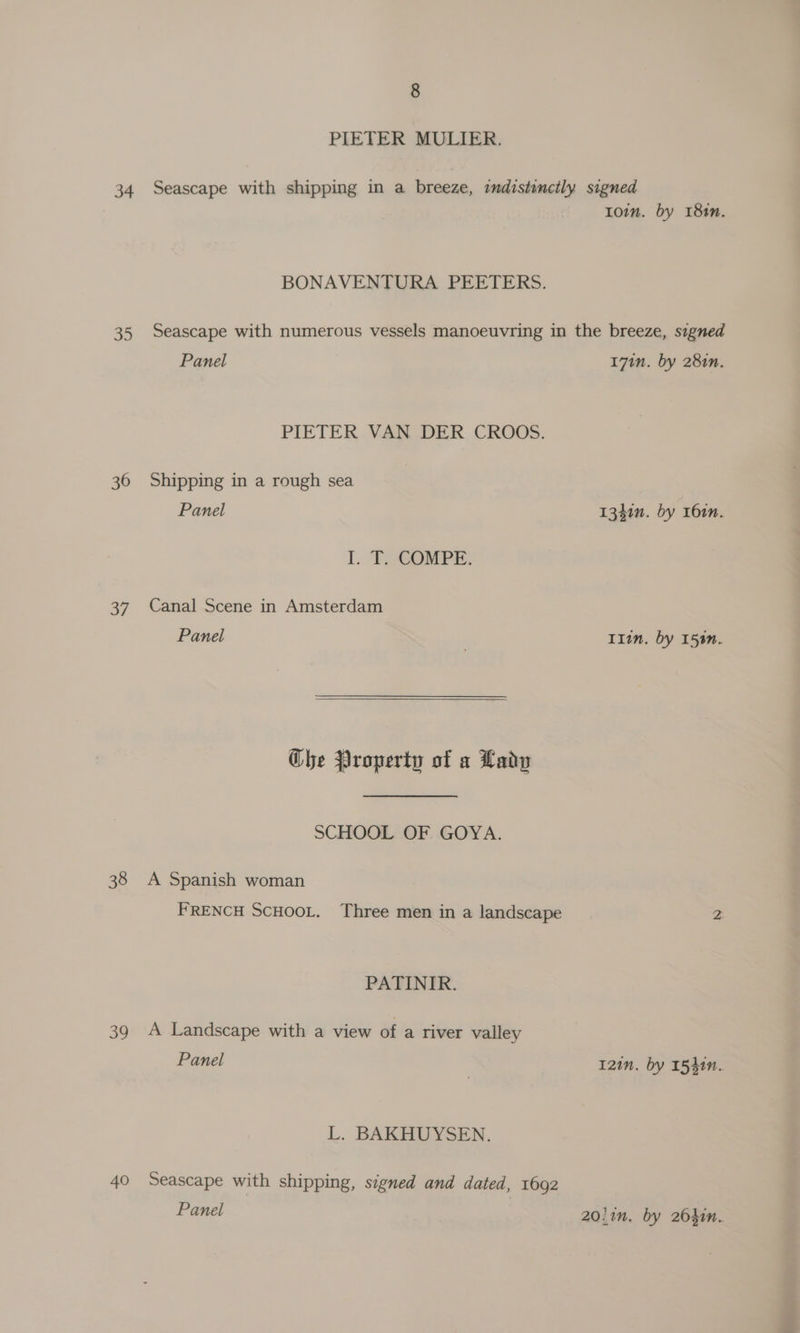 8
PIETER MULIER.
34 Seascape with shipping in a breeze, indistinctly signed
10in. by 18in.
BONAVENTURA PEETERS.
35 Seascape with numerous vessels manoeuvring in the breeze, signed
Panel 17in. by 28in.
PIETER VAN DER CROOS.
36 Shipping in a rough sea
Panel 13½in. by 16in.
I. T. COMPE.
37 Canal Scene in Amsterdam
Panel 11in. by 15in.
The Property of a Lady
SCHOOL OF GOYA.
38 A Spanish woman
FRENCH SCHOOL. Three men in a landscape 2
PATINIR.
39 A Landscape with a view of a river valley
Panel 12in. by 15½in.
L. BAKHUYSEN.
40 Seascape with shipping, signed and dated, 1692
Panel 20½in. by 26½in.